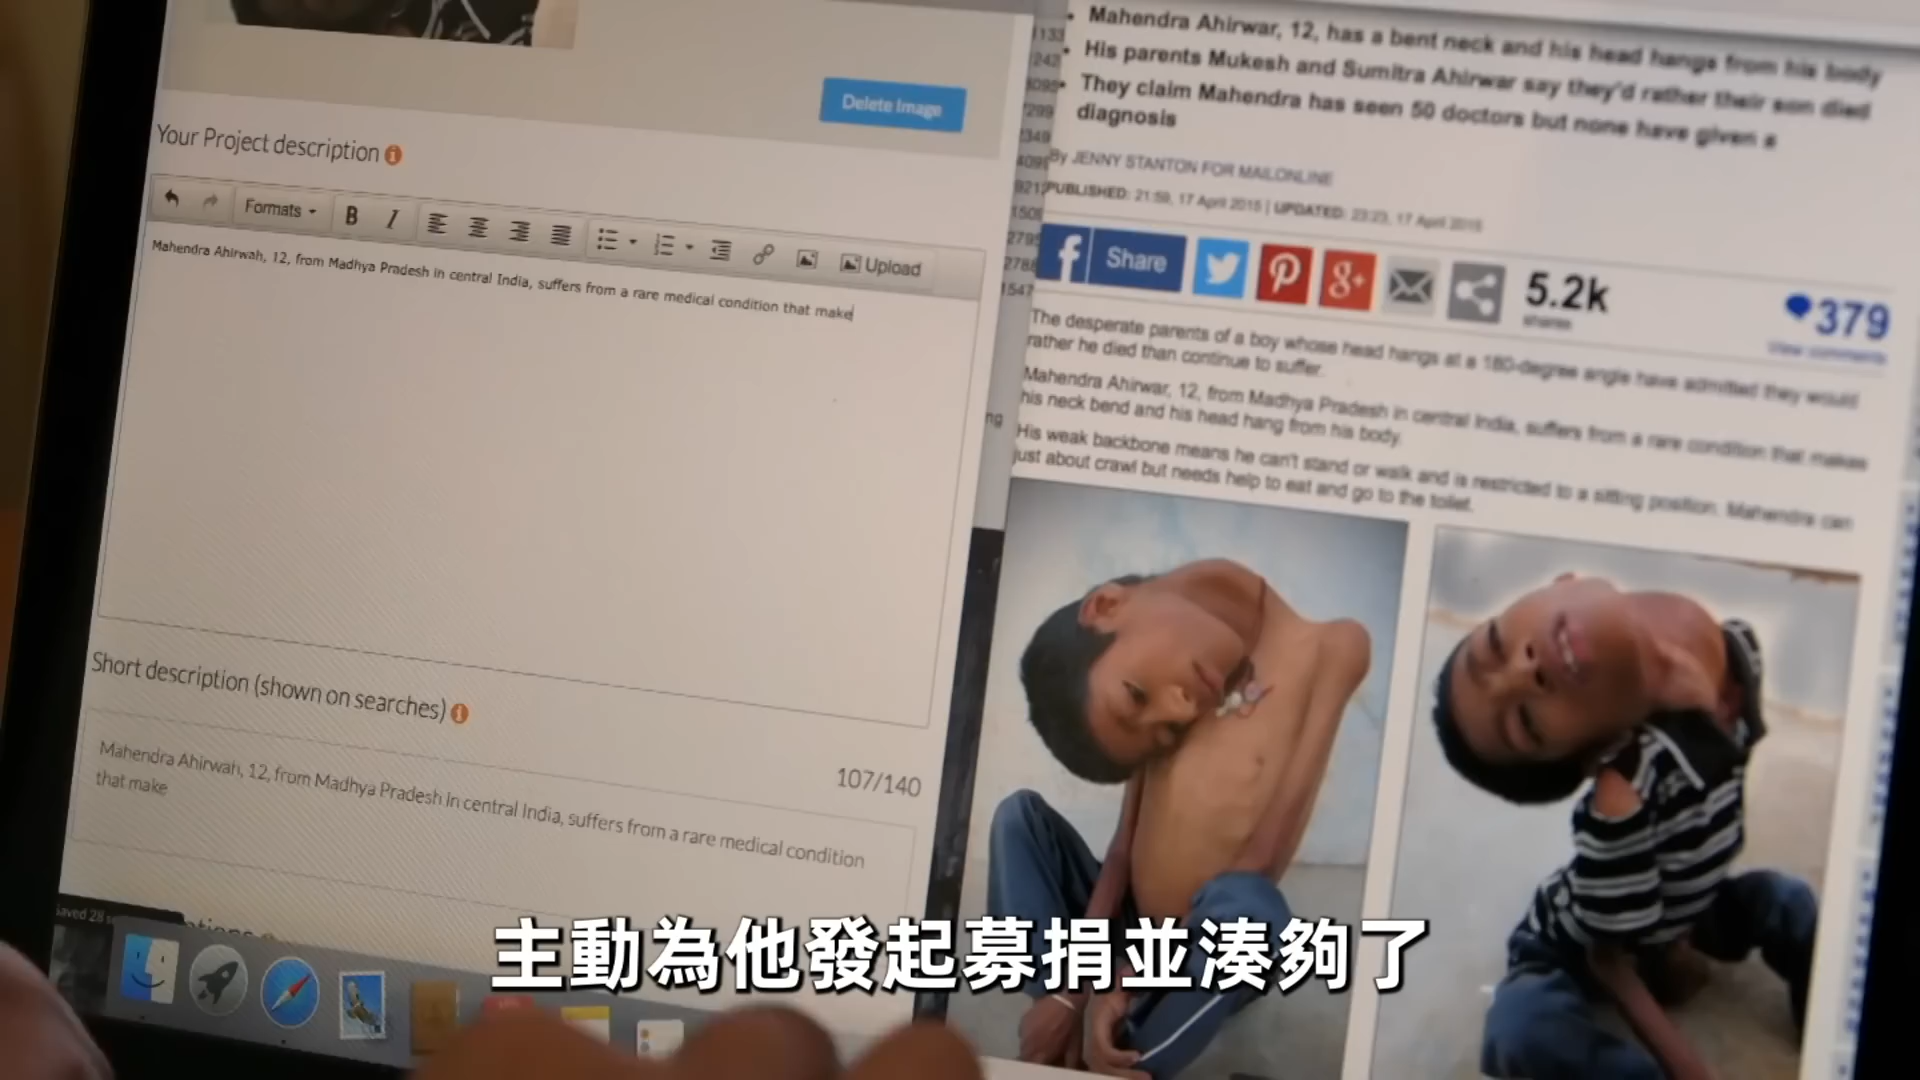 Delete Image
Your Project description
Formats
B
I
Upload
Mahendra Ahirwah, 12, from Madhya Pradesh in central India, suffers from a rare medical condition that make
Short description (shown on searches)
107/140
Mahendra Ahirwah, 12, from Madhya Pradesh in central India, suffers from a rare medical condition
that make
Mahendra Ahirwar, 12, has a bent neck and his head hangs from his body
His parents Mukesh and Sumitra Ahirwar say they'd rather their son died
They claim Mahendra has seen 50 doctors but none have given a
diagnosis
By JENNY STANTON FOR MAILONLINE
PUBLISHED: 21:59, 17 April 2015 | UPDATED: 23:23, 17 April 2015
f Share
g+
5.2k
shares
379
View comments
The desperate parents of a boy whose head hangs at a 180-degree angle have admitted they would
rather he died than continue to suffer.
Mahendra Ahirwar, 12, from Madhya Pradesh in central India, suffers from a rare condition that makes
his neck bend and his head hang from his body.
His weak backbone means he can't stand or walk and is restricted to a sitting position. Mahendra can
just about crawl but needs help to eat and go to the toilet.
主動為他發起募捐並湊夠了